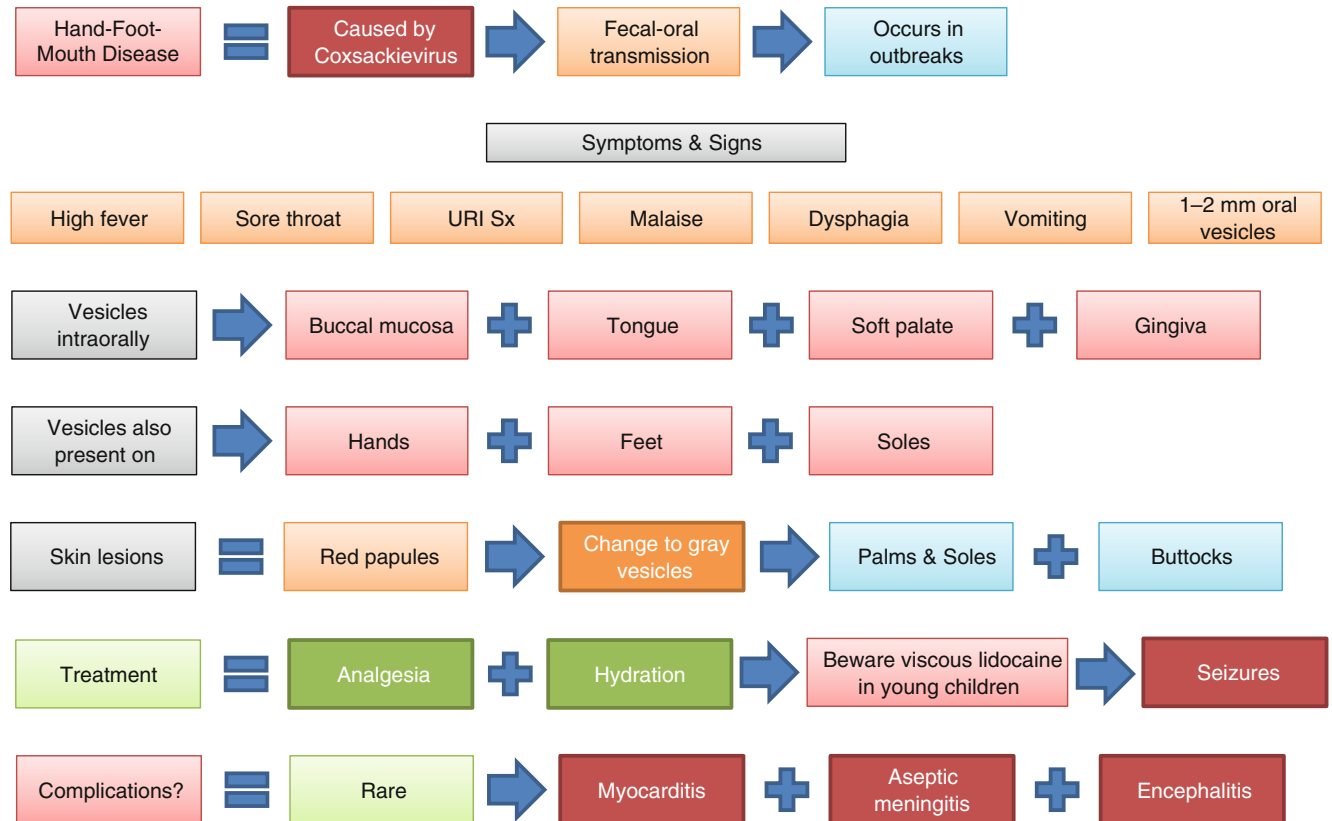 Hand-Foot-
Mouth Disease
Caused by
Coxsackievirus
Fecal-oral
transmission
Occurs in
outbreaks
Symptoms & Signs
High fever
Sore throat
URI Sx
Malaise
Dysphagia
Vomiting
1–2 mm oral
vesicles
Vesicles
intraorally
Buccal mucosa
Tongue
Soft palate
Gingiva
Vesicles also
present on
Hands
Feet
Soles
Skin lesions
Red papules
Change to gray
vesicles
Palms & Soles
Buttocks
Treatment
Analgesia
Hydration
Beware viscous lidocaine
in young children
Seizures
Complications?
Rare
Myocarditis
Aseptic
meningitis
Encephalitis